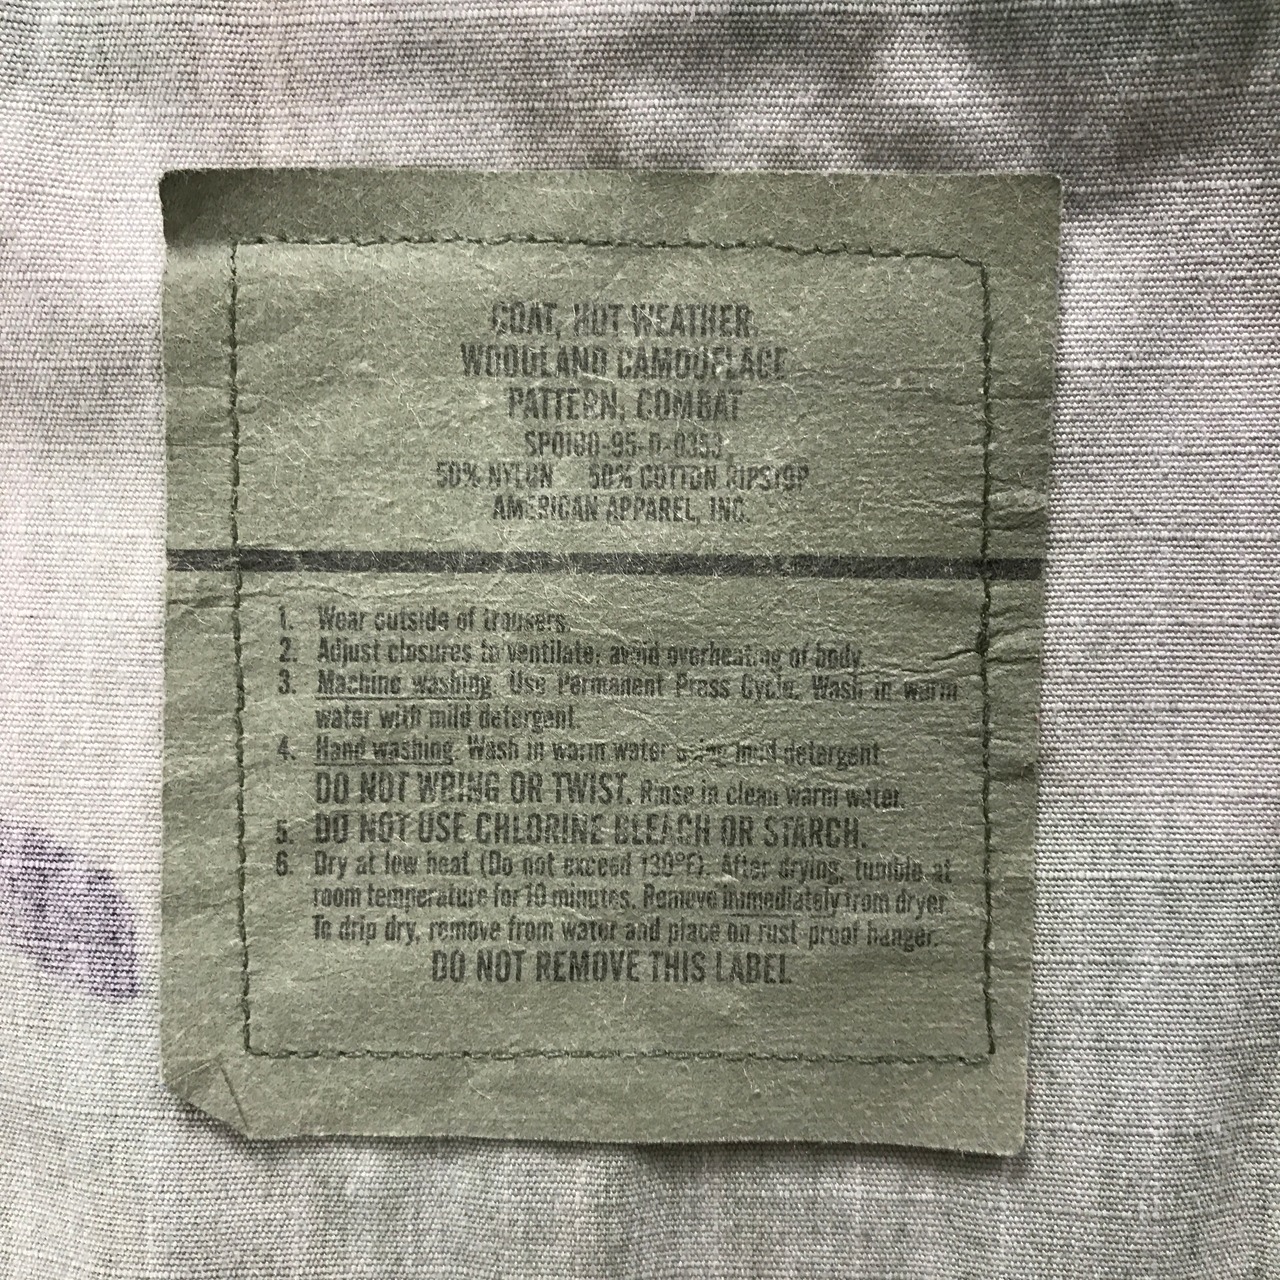 COAT, HOT WEATHER,
WOODLAND CAMOUFLAGE
PATTERN, COMBAT
SP0100-95-D-0353,
50% NYLON 50% COTTON RIPSTOP
AMERICAN APPAREL, INC.
1. Wear outside of trousers.
2. Adjust closures to ventilate; avoid overheating of body.
3. Machine washing. Use Permanent Press Cycle. Wash in warm
water with mild detergent.
4. Hand washing. Wash in warm water using mild detergent.
DO NOT WRING OR TWIST. Rinse in clean warm water.
5. DO NOT USE CHLORINE BLEACH OR STARCH.
6. Dry at low heat (Do not exceed 130°F). After drying, tumble at
room temperature for 10 minutes. Remove immediately from dryer.
To drip dry, remove from water and place on rust-proof hanger.
DO NOT REMOVE THIS LABEL